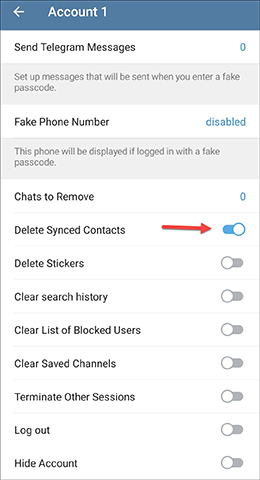 Account 1
Send Telegram Messages 0
Set up messages that will be sent when you enter a fake
passcode.
Fake Phone Number disabled
This phone will be displayed if logged in with a fake
passcode.
Chats to Remove 0
Delete Synced Contacts
Delete Stickers
Clear search history
Clear List of Blocked Users
Clear Saved Channels
Terminate Other Sessions
Log out
Hide Account